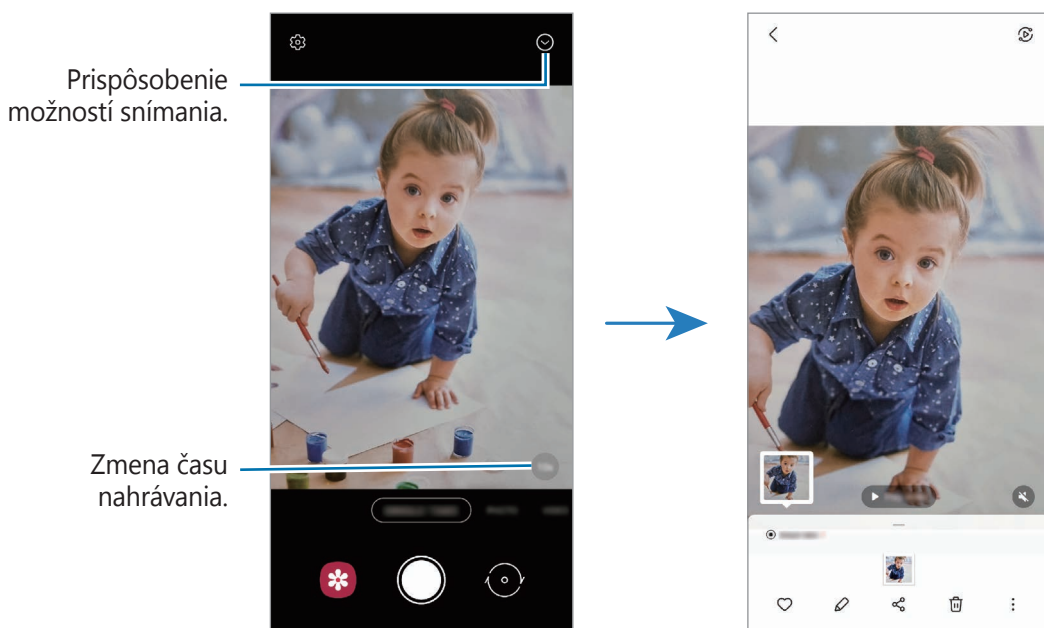 Prispôsobenie
možností snímania.
Zmena času
nahrávania.